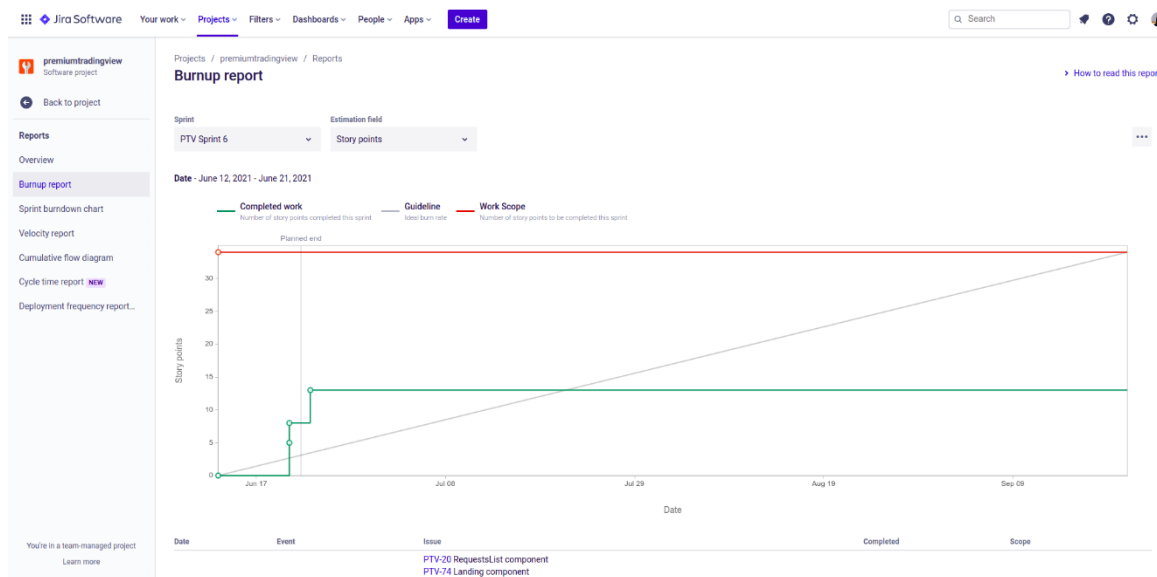 Jira Software Your work Projects Filters Dashboards People Apps Create Search
premiumtradingview
Software project
Back to project
Reports
Overview
Burnup report
Sprint burndown chart
Velocity report
Cumulative flow diagram
Cycle time report NEW
Deployment frequency report...
You're in a team-managed project
Learn more
Projects / premiumtradingview / Reports
Burnup report
How to read this repor
Sprint Estimation field
PTV Sprint 6 Story points
Date - June 12, 2021 - June 21, 2021
Completed work Guideline Work Scope
Number of story points completed this sprint Ideal burn rate Number of story points to be completed this sprint
Planned end
30
25
20
15
10
5
0
Story points
Jun 17 Jul 08 Jul 29 Aug 19 Sep 09
Date
Date Event Issue Completed Scope
PTV-20 RequestsList component
PTV-74 Landing component